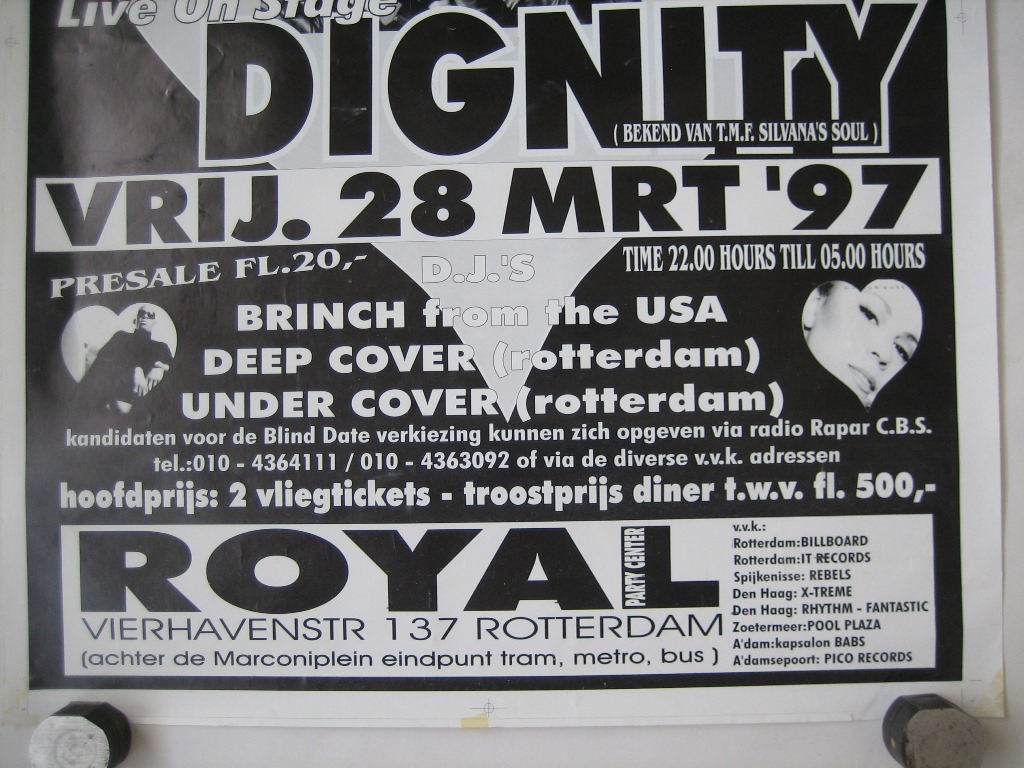 Live On Stage
DIGNITY
( BEKEND VAN T.M.F. SILVANA'S SOUL )
VRIJ. 28 MRT '97
PRESALE FL.20,-
TIME 22.00 HOURS TILL 05.00 HOURS
D.J.'S
BRINCH from the USA
DEEP COVER (rotterdam)
UNDER COVER (rotterdam)
kandidaten voor de Blind Date verkiezing kunnen zich opgeven via radio Rapar C.B.S.
tel.:010 - 4364111 / 010 - 4363092 of via de diverse v.v.k. adressen
hoofdprijs: 2 vliegtickets - troostprijs diner t.w.v. fl. 500,-
ROYAL
PARTY CENTER
VIERHAVENSTR 137 ROTTERDAM
(achter de Marconiplein eindpunt tram, metro, bus )
v.v.k.:
Rotterdam:BILLBOARD
Rotterdam:IT RECORDS
Spijkenisse: REBELS
Den Haag: X-TREME
Den Haag: RHYTHM - FANTASTIC
Zoetermeer:POOL PLAZA
A'dam:kapsalon BABS
A'damsepoort: PICO RECORDS